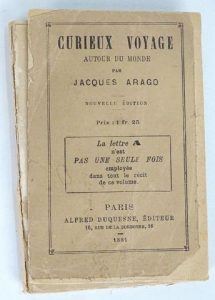 CURIEUX VOYAGE
AUTOUR DU MONDE
PAR
JACQUES ARAGO
NOUVELLE ÉDITION
Prix : 1 fr. 25
La lettre A
n'est
PAS UNE SEULE FOIS
employée
dans tout le récit
de ce volume.
PARIS
ALFRED DUQUESNE, ÉDITEUR
16, RUE DE LA SORBONNE, 16
1881